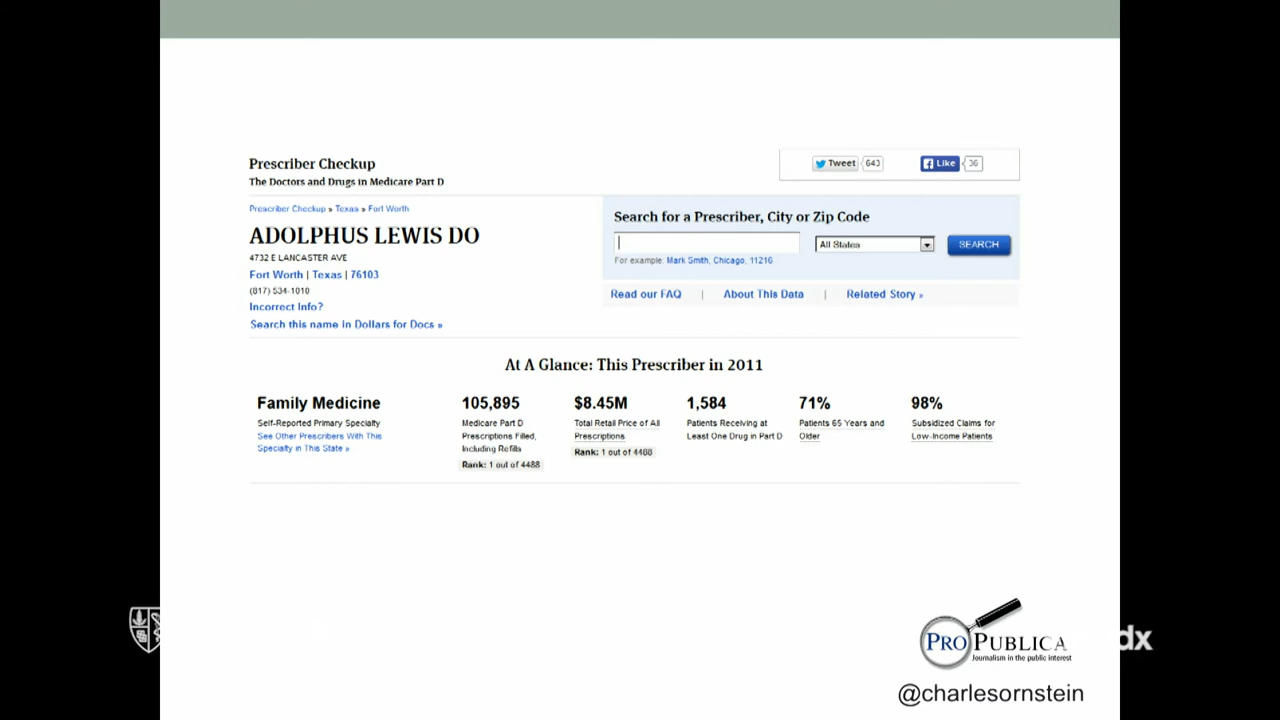 Prescriber Checkup
The Doctors and Drugs in Medicare Part D
Tweet 643
Like 36
Prescriber Checkup » Texas » Fort Worth
ADOLPHUS LEWIS DO
4732 E LANCASTER AVE
Fort Worth | Texas | 76103
(817) 534-1010
Incorrect Info?
Search this name in Dollars for Docs »
Search for a Prescriber, City or Zip Code
All States
SEARCH
For example: Mark Smith, Chicago, 11216
Read our FAQ | About This Data | Related Story »
At A Glance: This Prescriber in 2011
Family Medicine
Self-Reported Primary Specialty
See Other Prescribers With This
Specialty in This State »
105,895
Medicare Part D
Prescriptions Filled,
Including Refills
Rank: 1 out of 4488
$8.45M
Total Retail Price of All
Prescriptions
Rank: 1 out of 4488
1,584
Patients Receiving at
Least One Drug in Part D
71%
Patients 65 Years and
Older
98%
Subsidized Claims for
Low-Income Patients
PROPUBLICA
Journalism in the public interest
dx
@charlesornstein